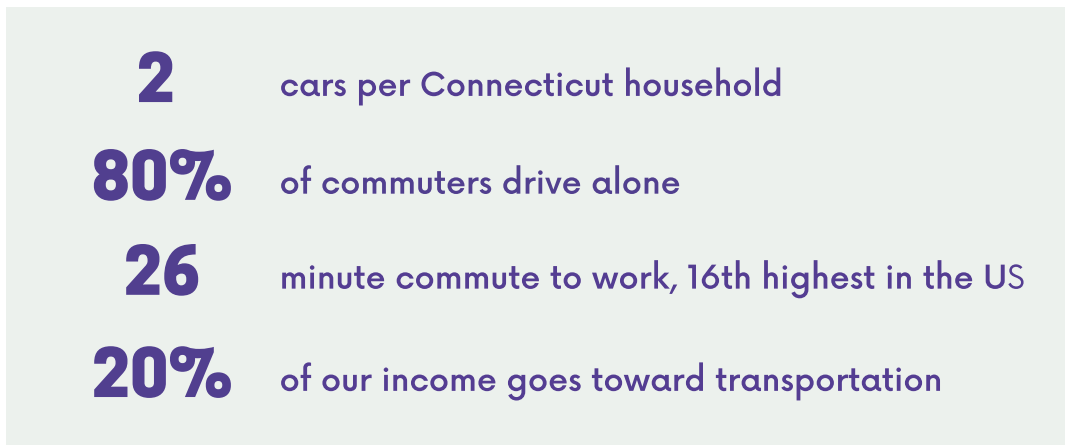 2 cars per Connecticut household
80% of commuters drive alone
26 minute commute to work, 16th highest in the US
20% of our income goes toward transportation